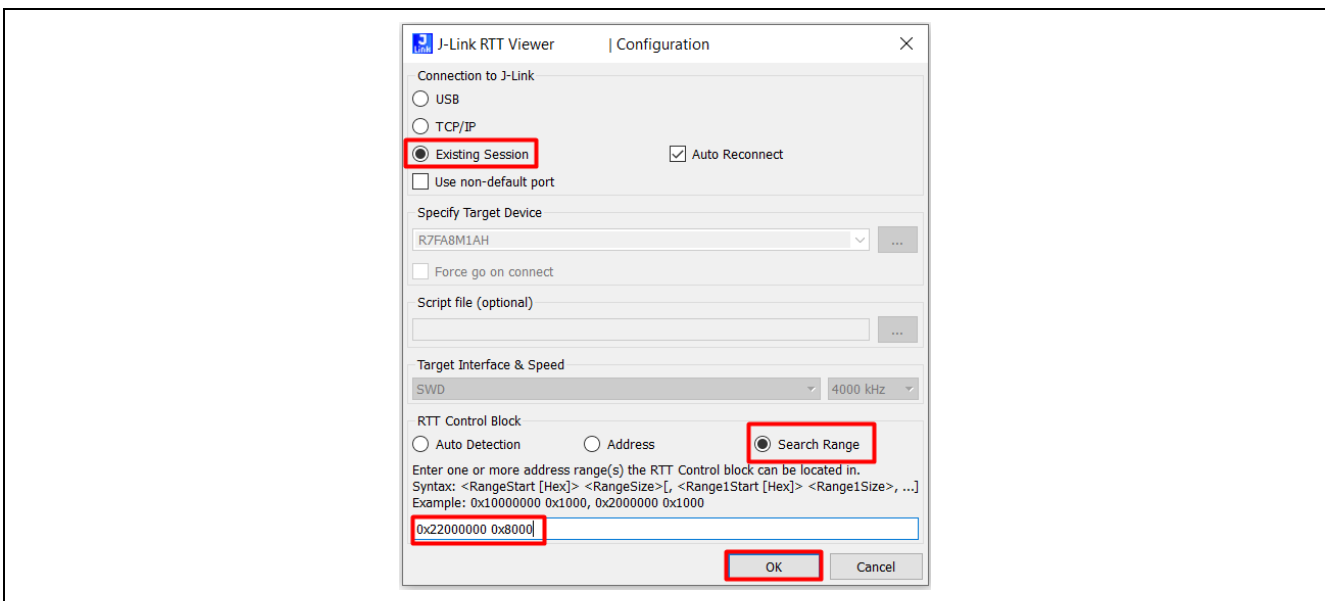 J-Link RTT Viewer | Configuration
Connection to J-Link
USB
TCP/IP
Existing Session Auto Reconnect
Use non-default port
Specify Target Device
R7FA8M1AH ...
Force go on connect
Script file (optional)
...
Target Interface & Speed
SWD 4000 kHz
RTT Control Block
Auto Detection Address Search Range
Enter one or more address range(s) the RTT Control block can be located in.
Syntax: <RangeStart [Hex]> <RangeSize>[, <Range1Start [Hex]> <Range1Size>, ...]
Example: 0x10000000 0x1000, 0x2000000 0x1000
0x22000000 0x8000
OK Cancel